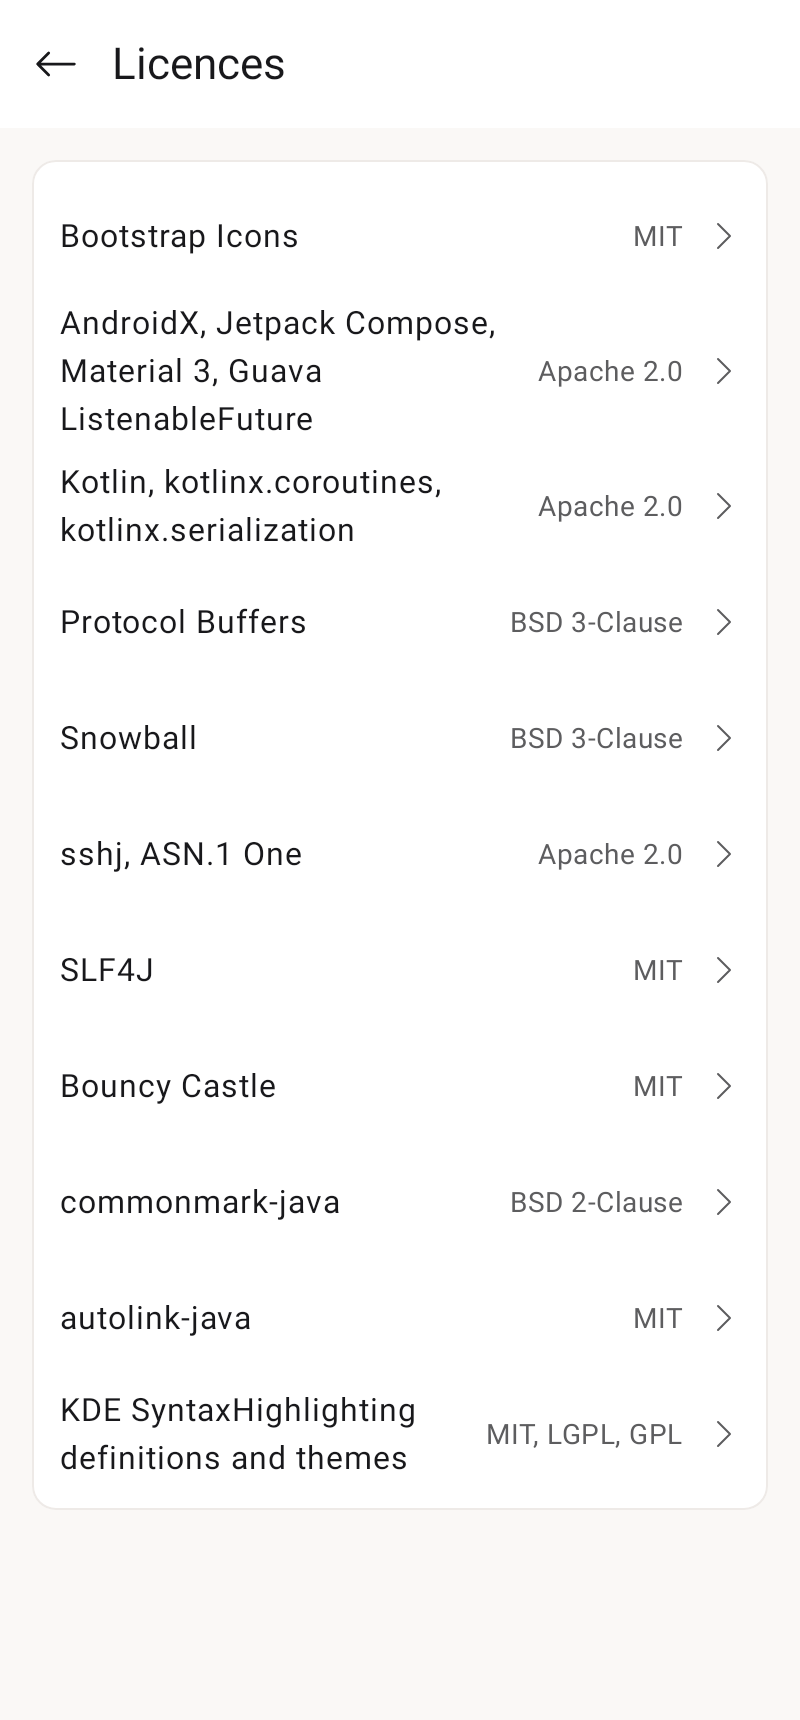 Licences
Bootstrap Icons MIT
AndroidX, Jetpack Compose,
Material 3, Guava
ListenableFuture
Apache 2.0
Kotlin, kotlinx.coroutines,
kotlinx.serialization
Apache 2.0
Protocol Buffers BSD 3-Clause
Snowball BSD 3-Clause
sshj, ASN.1 One Apache 2.0
SLF4J MIT
Bouncy Castle MIT
commonmark-java BSD 2-Clause
autolink-java MIT
KDE SyntaxHighlighting
definitions and themes
MIT, LGPL, GPL